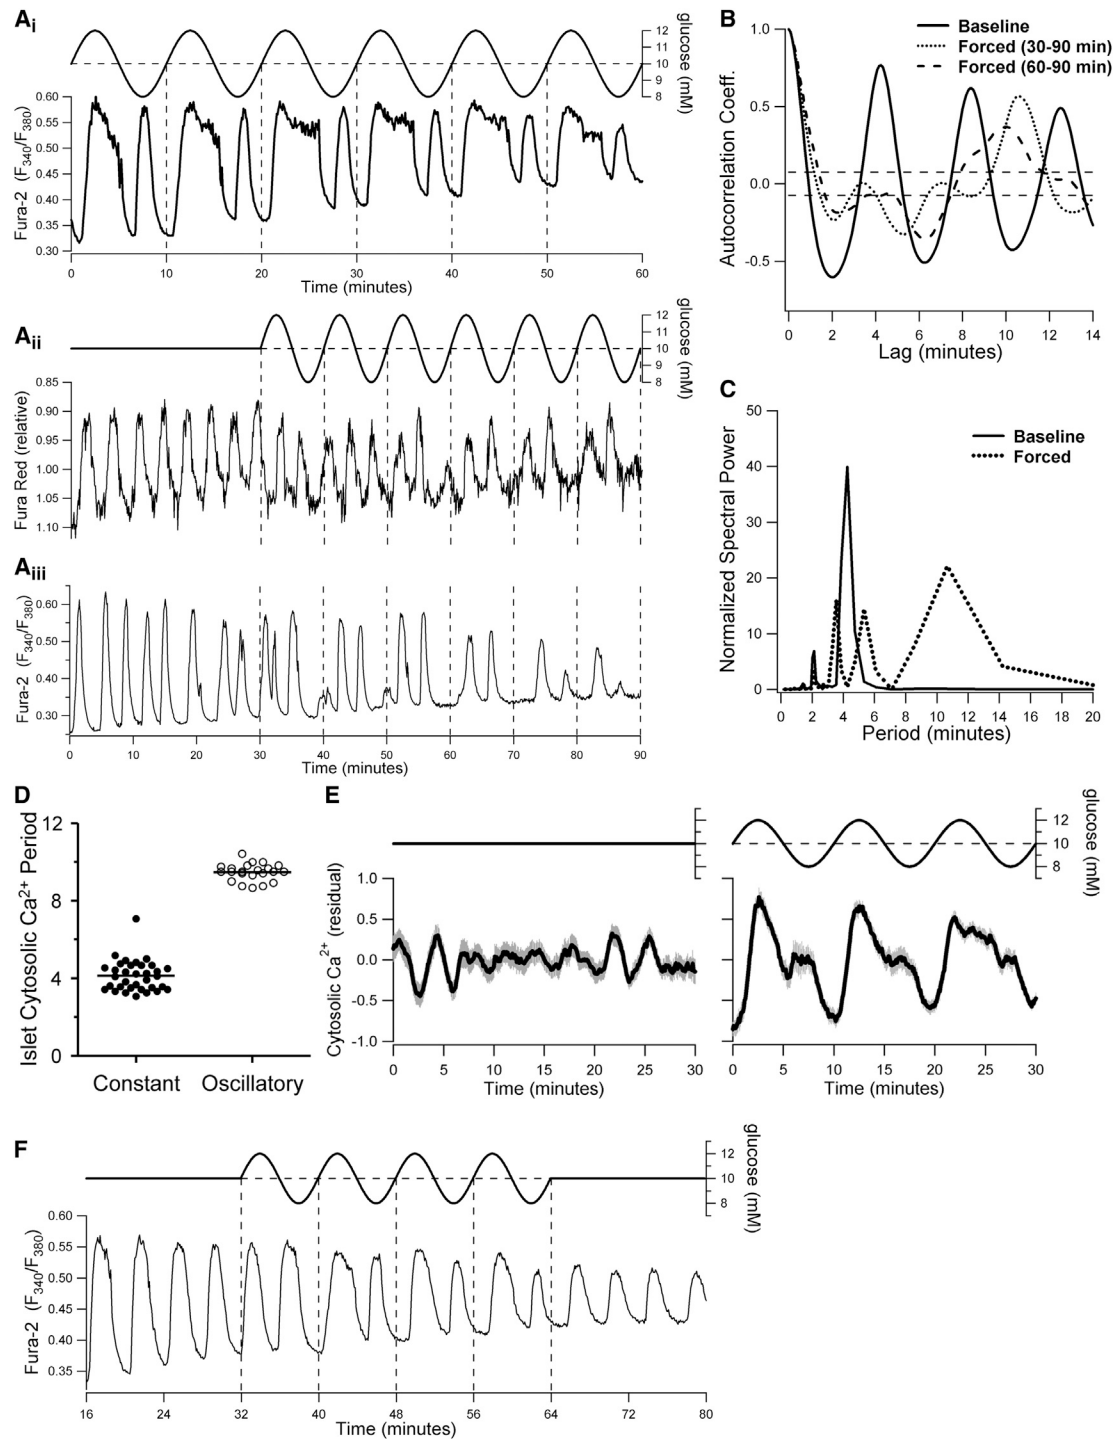 Ai
12
11
10
9
8
glucose (mM)
Fura-2 (F340/F380)
0.60
0.55
0.50
0.45
0.40
0.35
0.30
0 10 20 30 40 50 60
Time (minutes)
Aii
12
11
10
9
8
glucose (mM)
Fura Red (relative)
0.85
0.90
0.95
1.00
1.05
1.10
Aiii
Fura-2 (F340/F380)
0.60
0.50
0.40
0.30
0 10 20 30 40 50 60 70 80 90
Time (minutes)
B
Baseline
Forced (30-90 min)
Forced (60-90 min)
Autocorrelation Coeff.
1.0
0.5
0.0
-0.5
0 2 4 6 8 10 12 14
Lag (minutes)
C
Baseline
Forced
Normalized Spectral Power
50
40
30
20
10
0
0 2 4 6 8 10 12 14 16 18 20
Period (minutes)
D
Islet Cytosolic Ca2+ Period
12
8
4
0
Constant Oscillatory
E
12
10
8
glucose (mM)
Cytosolic Ca2+ (residual)
1.0
0.5
0.0
-0.5
-1.0
0 5 10 15 20 25 30
Time (minutes)
0 5 10 15 20 25 30
Time (minutes)
F
12
10
8
glucose (mM)
Fura-2 (F340/F380)
0.60
0.55
0.50
0.45
0.40
0.35
16 24 32 40 48 56 64 72 80
Time (minutes)